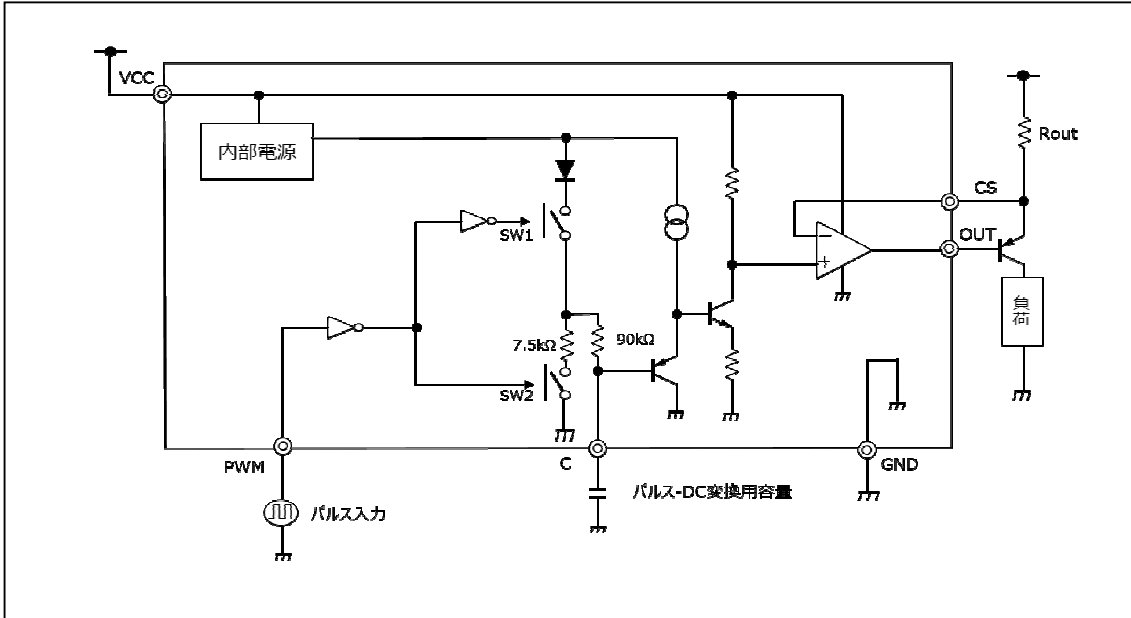 VCC
内部電源
Rout
CS
SW1
OUT
−
+
7.5kΩ
90kΩ
負荷
SW2
PWM
C
GND
パルス-DC変換用容量
パルス入力